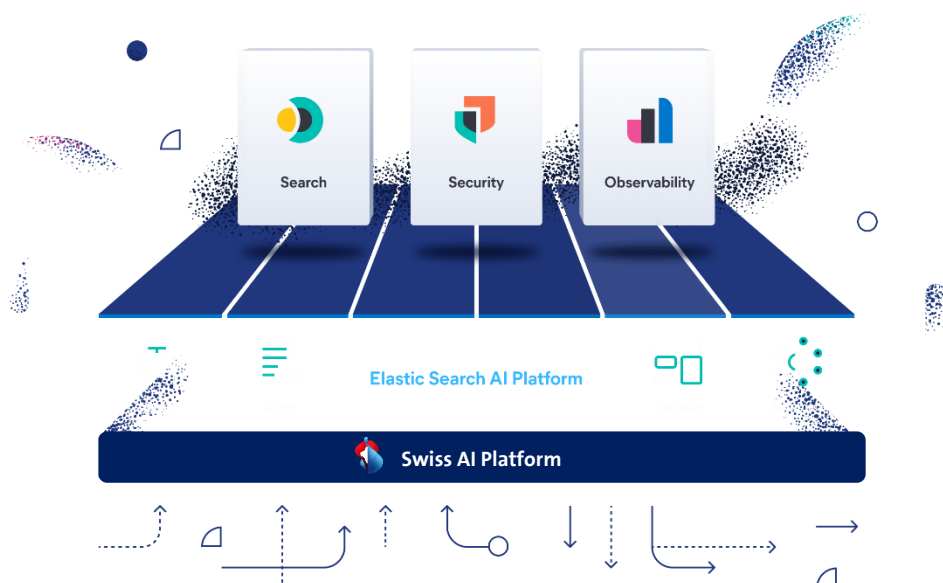 Search
Security
Observability
Elastic Search AI Platform
Swiss AI Platform